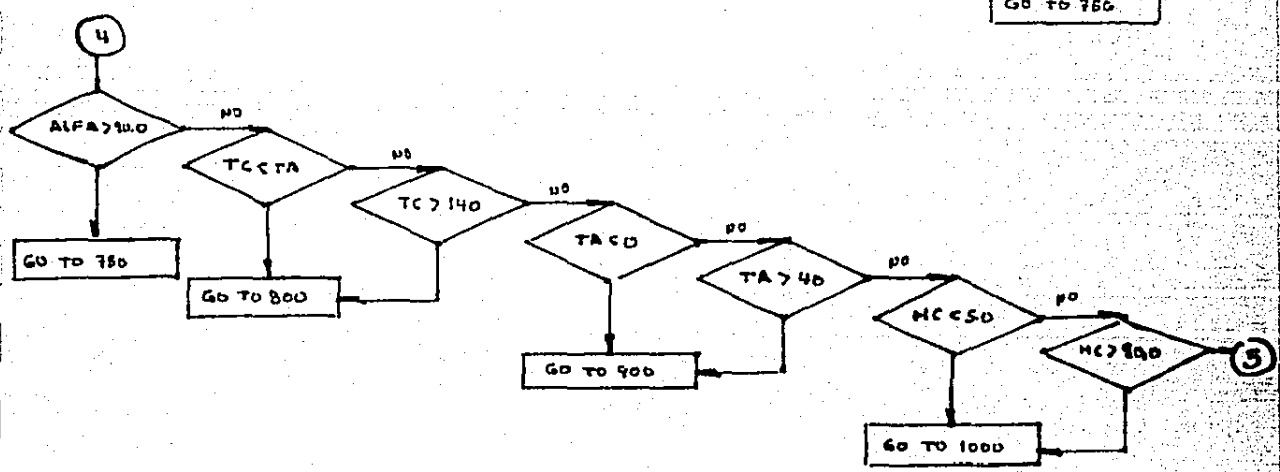 GO TO 750
4
ALFA>90.0
NO
TC<TA
NO
TC>140
NO
TA<0
NO
TA>40
NO
HC<5.0
NO
HC>80.0
5
GO TO 750
GO TO 800
GO TO 900
GO TO 1000